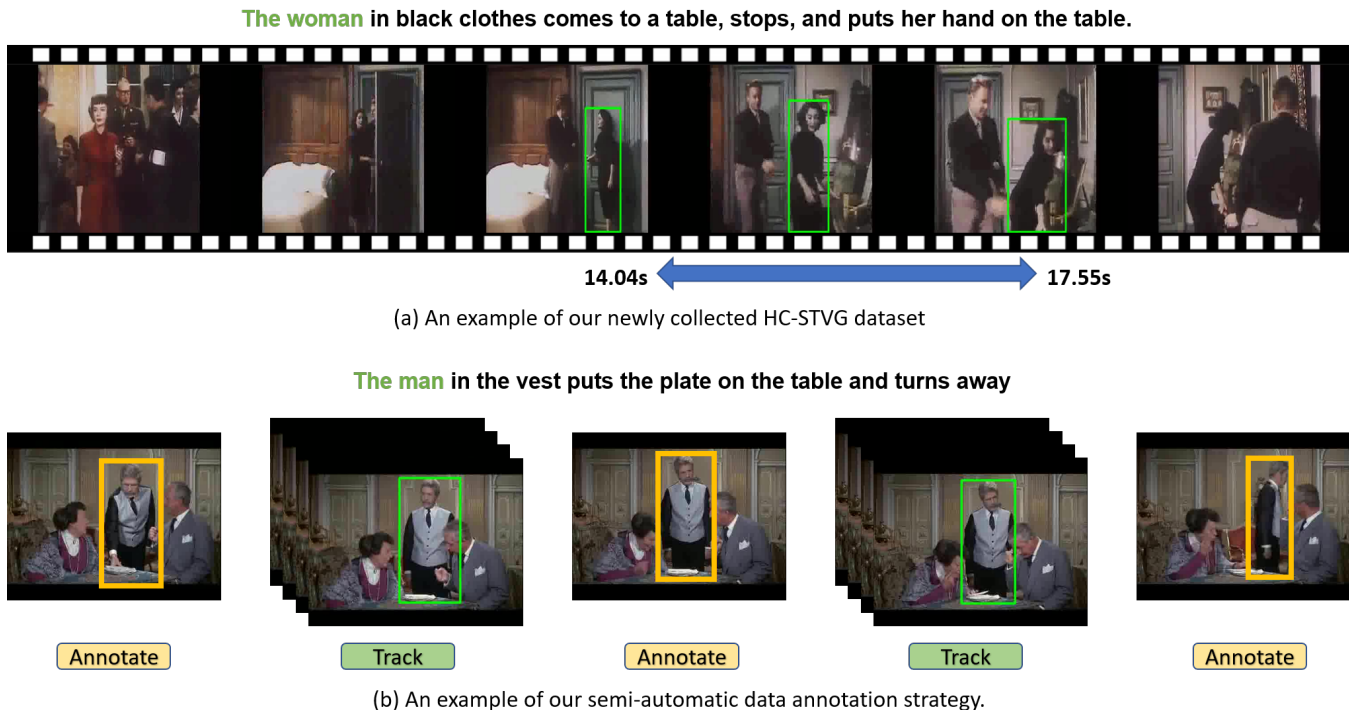 The woman in black clothes comes to a table, stops, and puts her hand on the table.
14.04s
17.55s
(a) An example of our newly collected HC-STVG dataset
The man in the vest puts the plate on the table and turns away
Annotate
Track
Annotate
Track
Annotate
(b) An example of our semi-automatic data annotation strategy.